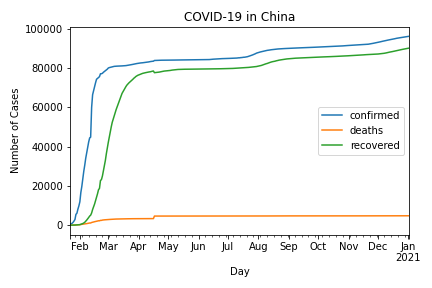 COVID-19 in China
100000
80000
60000
40000
20000
0
Number of Cases
confirmed
deaths
recovered
Feb Mar Apr May Jun Jul Aug Sep Oct Nov Dec Jan
2021
Day